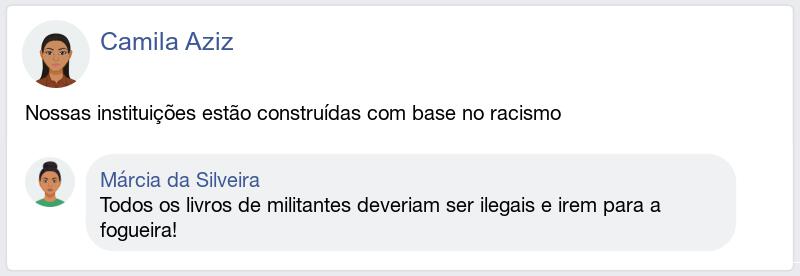 Camila Aziz
Nossas instituições estão construídas com base no racismo
Márcia da Silveira
Todos os livros de militantes deveriam ser ilegais e irem para a
fogueira!